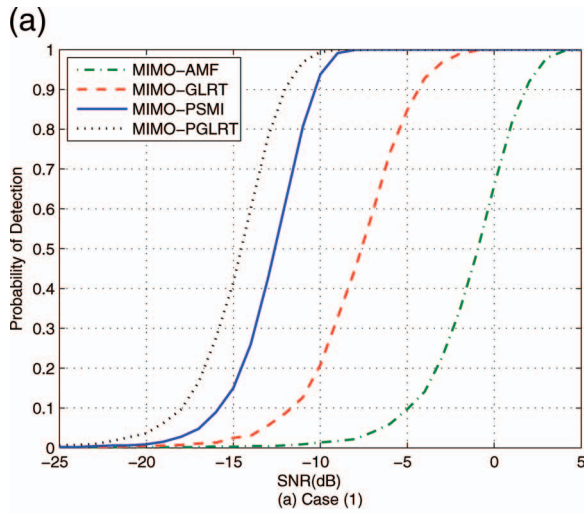 (a)
1
0.9
0.8
0.7
0.6
0.5
0.4
0.3
0.2
0.1
0
Probability of Detection
MIMO-AMF
MIMO-GLRT
MIMO-PSMI
MIMO-PGLRT
-25 -20 -15 -10 -5 0 5
SNR(dB)
(a) Case (1)